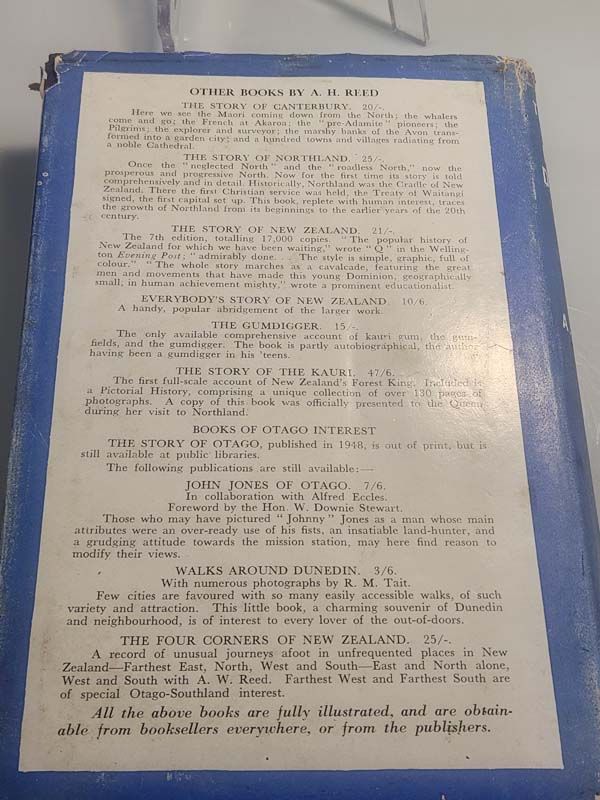 OTHER BOOKS BY A. H. REED
THE STORY OF CANTERBURY. 20/-.
Here we see the Maori coming down from the North; the whalers
come and go; the French at Akaroa; the "pre-Adamite" pioneers; the
Pilgrims; the explorer and surveyor; the marshy banks of the Avon trans-
formed into a garden city; and a hundred towns and villages radiating from
a noble Cathedral.
THE STORY OF NORTHLAND. 25/-.
Once the "neglected North" and the "roadless North," now the
prosperous and progressive North. Now for the first time its story is told
comprehensively and in detail. Historically, Northland was the Cradle of New
Zealand. There the first Christian service was held, the Treaty of Waitangi
signed, the first capital set up. This book, replete with human interest, traces
the growth of Northland from its beginnings to the earlier years of the 20th
century.
THE STORY OF NEW ZEALAND. 21/-.
The 7th edition, totalling 17,000 copies. "The popular history of
New Zealand for which we have been waiting," wrote "Q" in the Welling-
ton Evening Post; "admirably done. . . The style is simple, graphic, full of
colour." "The whole story marches as a cavalcade, featuring the great
men and movements that have made this young Dominion, geographically
small, in human achievement mighty," wrote a prominent educationalist.
EVERYBODY'S STORY OF NEW ZEALAND. 10/6.
A handy, popular abridgement of the larger work.
THE GUMDIGGER. 15/-.
The only available comprehensive account of kauri gum, the gum-
fields, and the gumdigger. The book is partly autobiographical, the author
having been a gumdigger in his 'teens.
THE STORY OF THE KAURI. 47/6.
The first full-scale account of New Zealand's Forest King. Included is
a Pictorial History, comprising a unique collection of over 130 pages of
photographs. A copy of this book was officially presented to the Queen
during her visit to Northland.
BOOKS OF OTAGO INTEREST
THE STORY OF OTAGO, published in 1948, is out of print, but is
still available at public libraries.
The following publications are still available:—
JOHN JONES OF OTAGO. 7/6.
In collaboration with Alfred Eccles.
Foreword by the Hon. W. Downie Stewart.
Those who may have pictured "Johnny" Jones as a man whose main
attributes were an over-ready use of his fists, an insatiable land-hunter, and
a grudging attitude towards the mission station, may here find reason to
modify their views.
WALKS AROUND DUNEDIN. 3/6.
With numerous photographs by R. M. Tait.
Few cities are favoured with so many easily accessible walks, of such
variety and attraction. This little book, a charming souvenir of Dunedin
and neighbourhood, is of interest to every lover of the out-of-doors.
THE FOUR CORNERS OF NEW ZEALAND. 25/-.
A record of unusual journeys afoot in unfrequented places in New
Zealand—Farthest East, North, West and South—East and North alone,
West and South with A. W. Reed. Farthest West and Farthest South are
of special Otago-Southland interest.
All the above books are fully illustrated, and are obtain-
able from booksellers everywhere, or from the publishers.